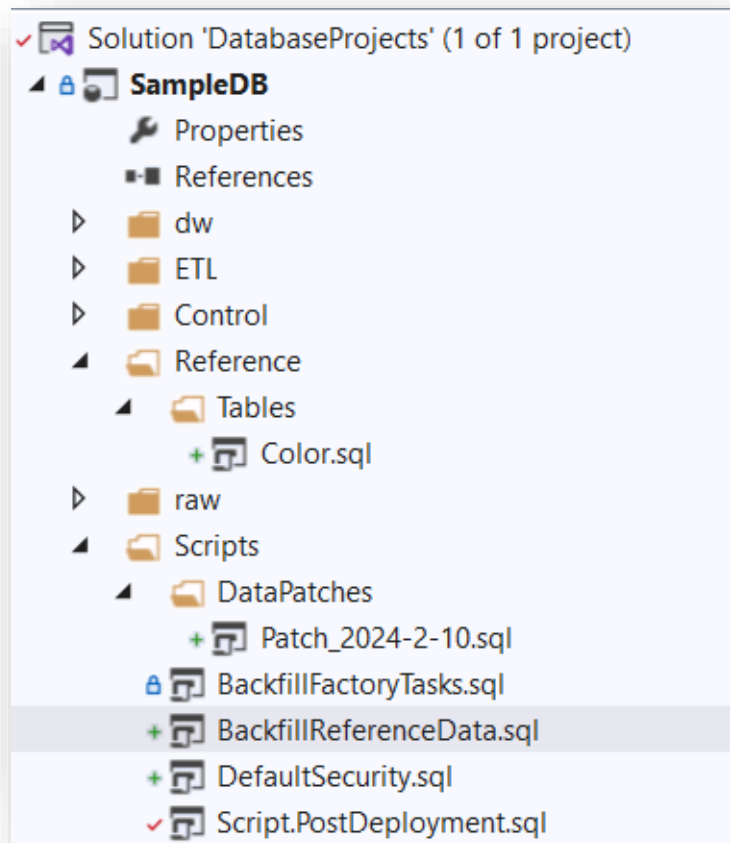 Solution 'DatabaseProjects' (1 of 1 project)
SampleDB
Properties
References
dw
ETL
Control
Reference
Tables
Color.sql
raw
Scripts
DataPatches
Patch_2024-2-10.sql
BackfillFactoryTasks.sql
BackfillReferenceData.sql
DefaultSecurity.sql
Script.PostDeployment.sql